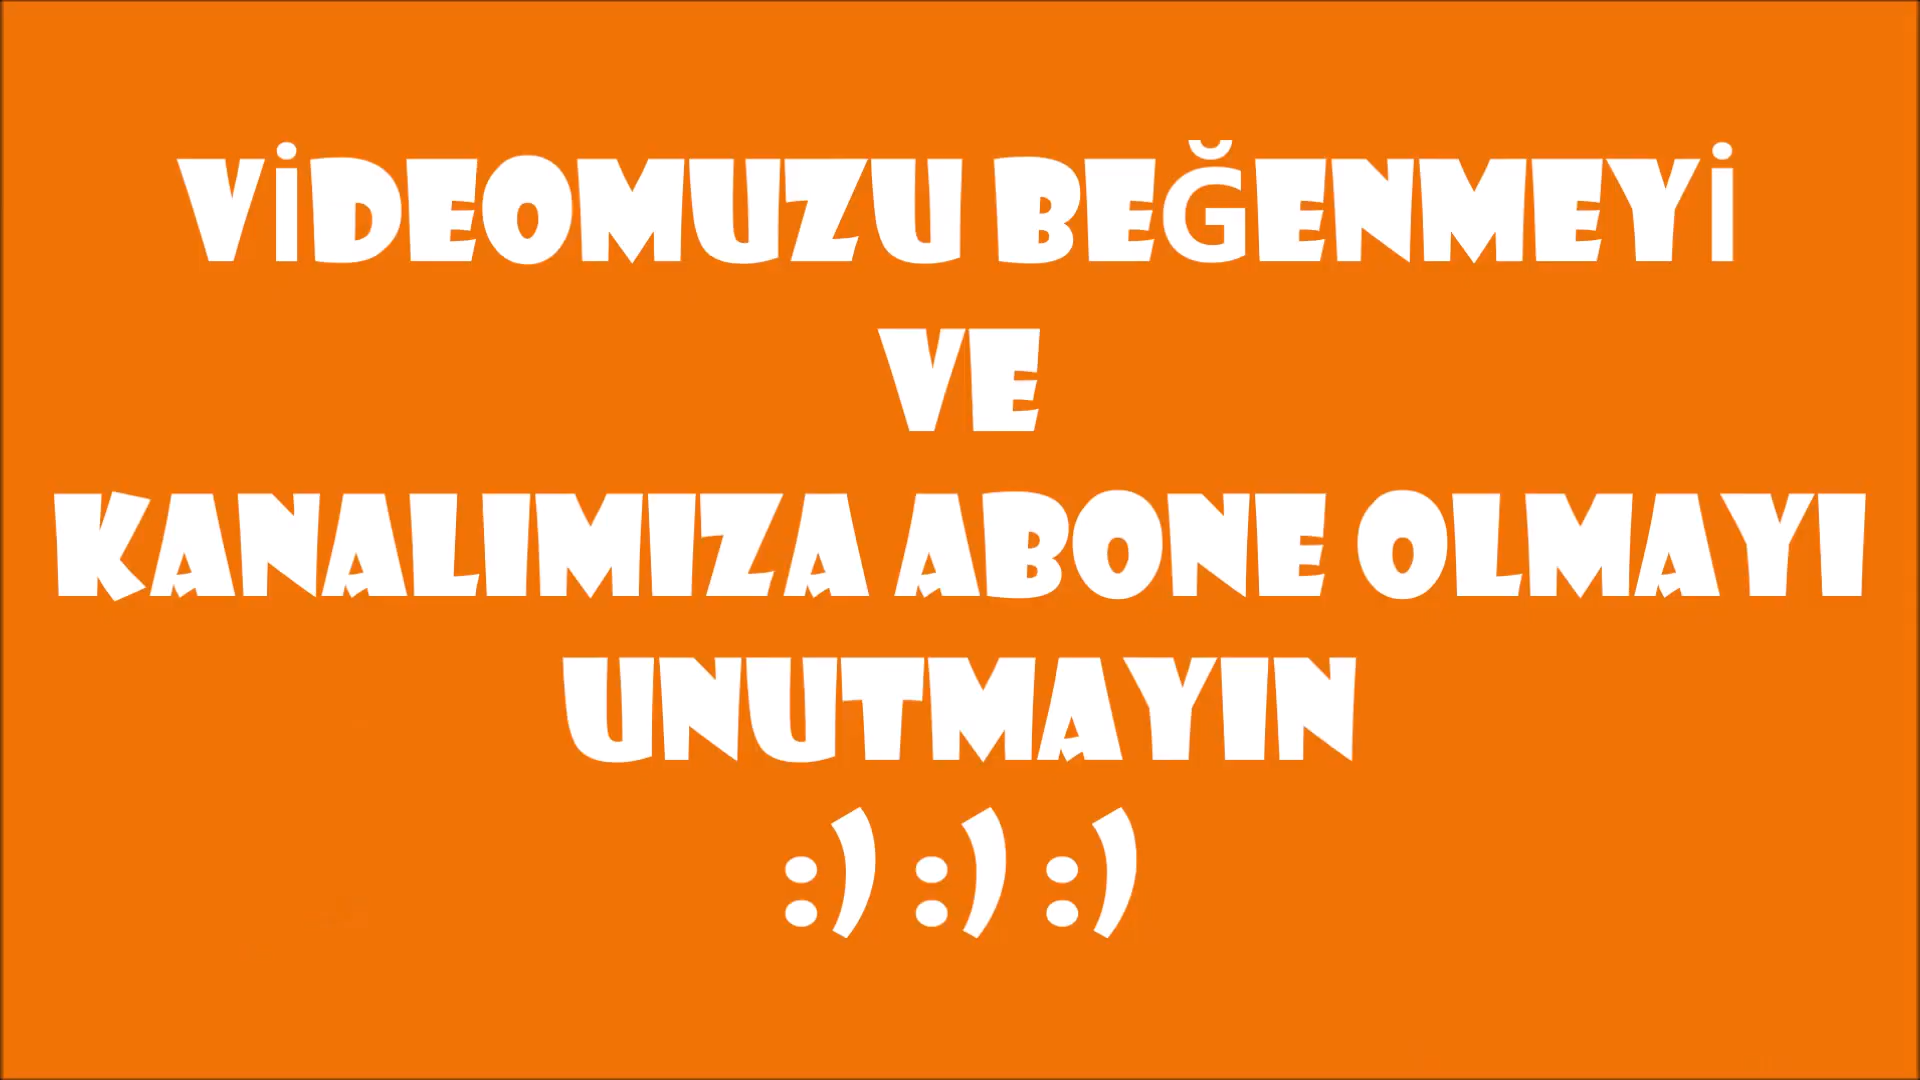 VİDEOMUZU BEĞENMEYİ
VE
KANALIMIZA ABONE OLMAYI
UNUTMAYIN
:) :) :)